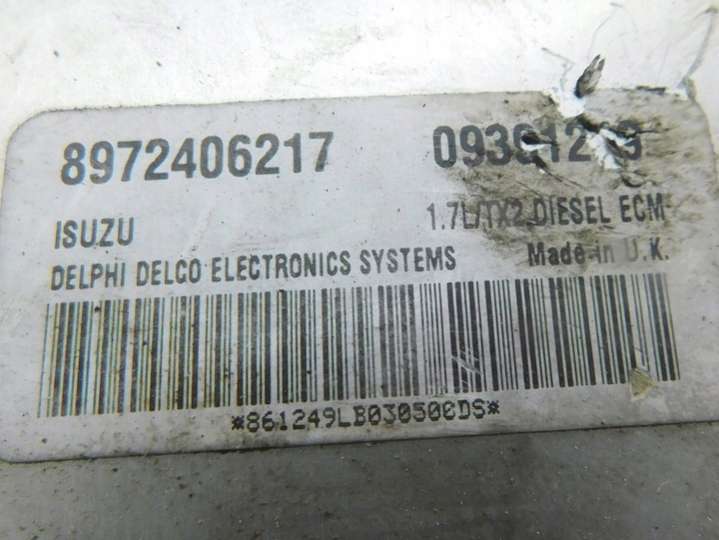 8972406217
ISUZU 1.7L/TX2 DIESEL ECM
DELPHI DELCO ELECTRONICS SYSTEMS Made in U.K.
*861249LB030500DS*